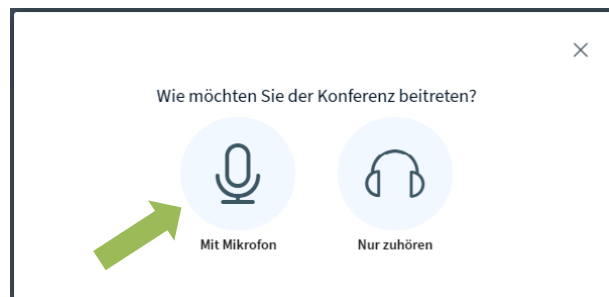 Wie möchten Sie der Konferenz beitreten?
Mit Mikrofon
Nur zuhören